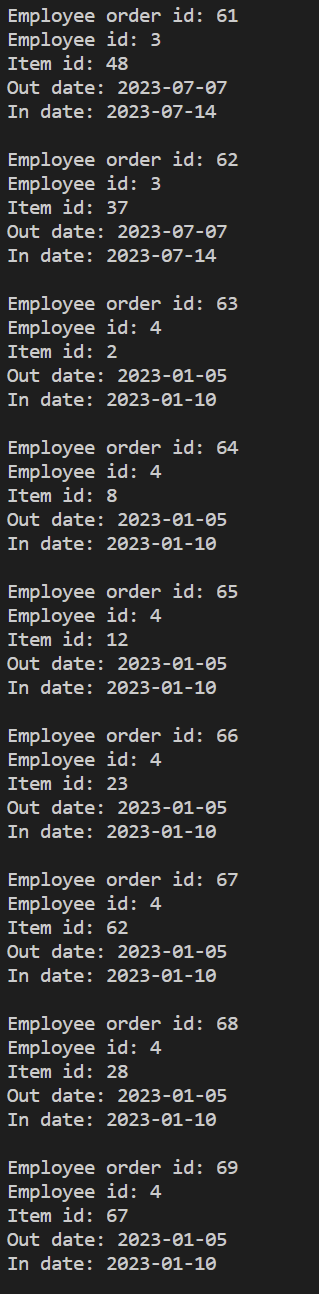 Employee order id: 61
Employee id: 3
Item id: 48
Out date: 2023-07-07
In date: 2023-07-14

Employee order id: 62
Employee id: 3
Item id: 37
Out date: 2023-07-07
In date: 2023-07-14

Employee order id: 63
Employee id: 4
Item id: 2
Out date: 2023-01-05
In date: 2023-01-10

Employee order id: 64
Employee id: 4
Item id: 8
Out date: 2023-01-05
In date: 2023-01-10

Employee order id: 65
Employee id: 4
Item id: 12
Out date: 2023-01-05
In date: 2023-01-10

Employee order id: 66
Employee id: 4
Item id: 23
Out date: 2023-01-05
In date: 2023-01-10

Employee order id: 67
Employee id: 4
Item id: 62
Out date: 2023-01-05
In date: 2023-01-10

Employee order id: 68
Employee id: 4
Item id: 28
Out date: 2023-01-05
In date: 2023-01-10

Employee order id: 69
Employee id: 4
Item id: 67
Out date: 2023-01-05
In date: 2023-01-10